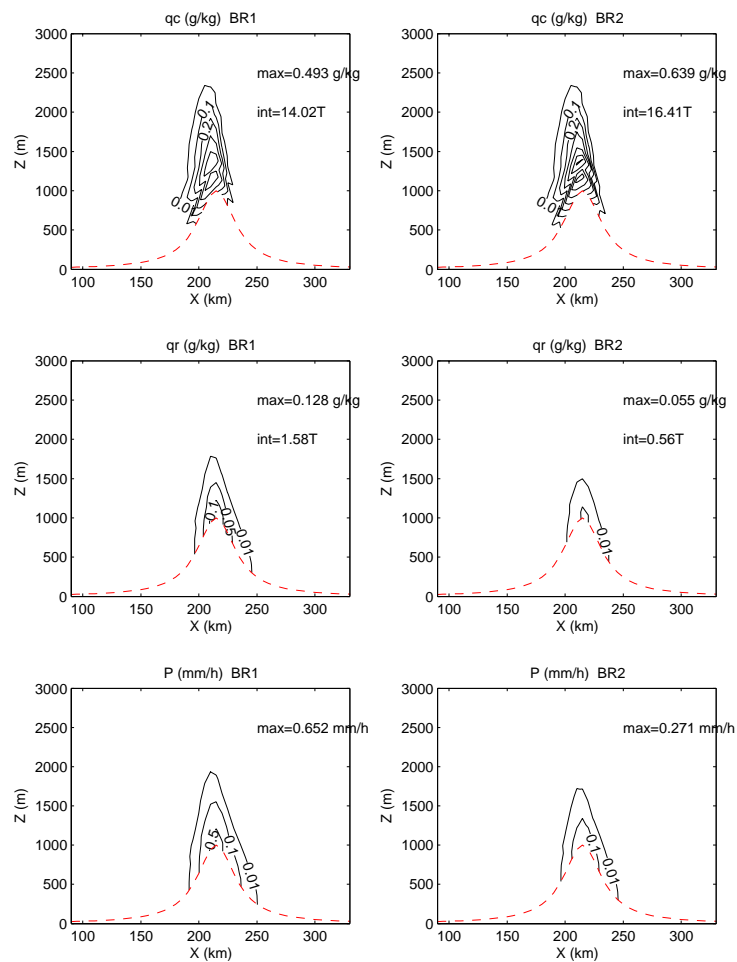 qc (g/kg) BR1
3000
2500
2000
1500
1000
500
0
Z (m)
max=0.493 g/kg
int=14.02T
0.1
0.2
0.0
100 150 200 250 300
X (km)
qc (g/kg) BR2
3000
2500
2000
1500
1000
500
0
Z (m)
max=0.639 g/kg
int=16.41T
0.1
0.2
0.0
100 150 200 250 300
X (km)
qr (g/kg) BR1
3000
2500
2000
1500
1000
500
0
Z (m)
max=0.128 g/kg
int=1.58T
0.1
0.05
0.01
100 150 200 250 300
X (km)
qr (g/kg) BR2
3000
2500
2000
1500
1000
500
0
Z (m)
max=0.055 g/kg
int=0.56T
0.01
100 150 200 250 300
X (km)
P (mm/h) BR1
3000
2500
2000
1500
1000
500
0
Z (m)
max=0.652 mm/h
0.5
0.1
0.01
100 150 200 250 300
X (km)
P (mm/h) BR2
3000
2500
2000
1500
1000
500
0
Z (m)
max=0.271 mm/h
0.1
0.01
100 150 200 250 300
X (km)